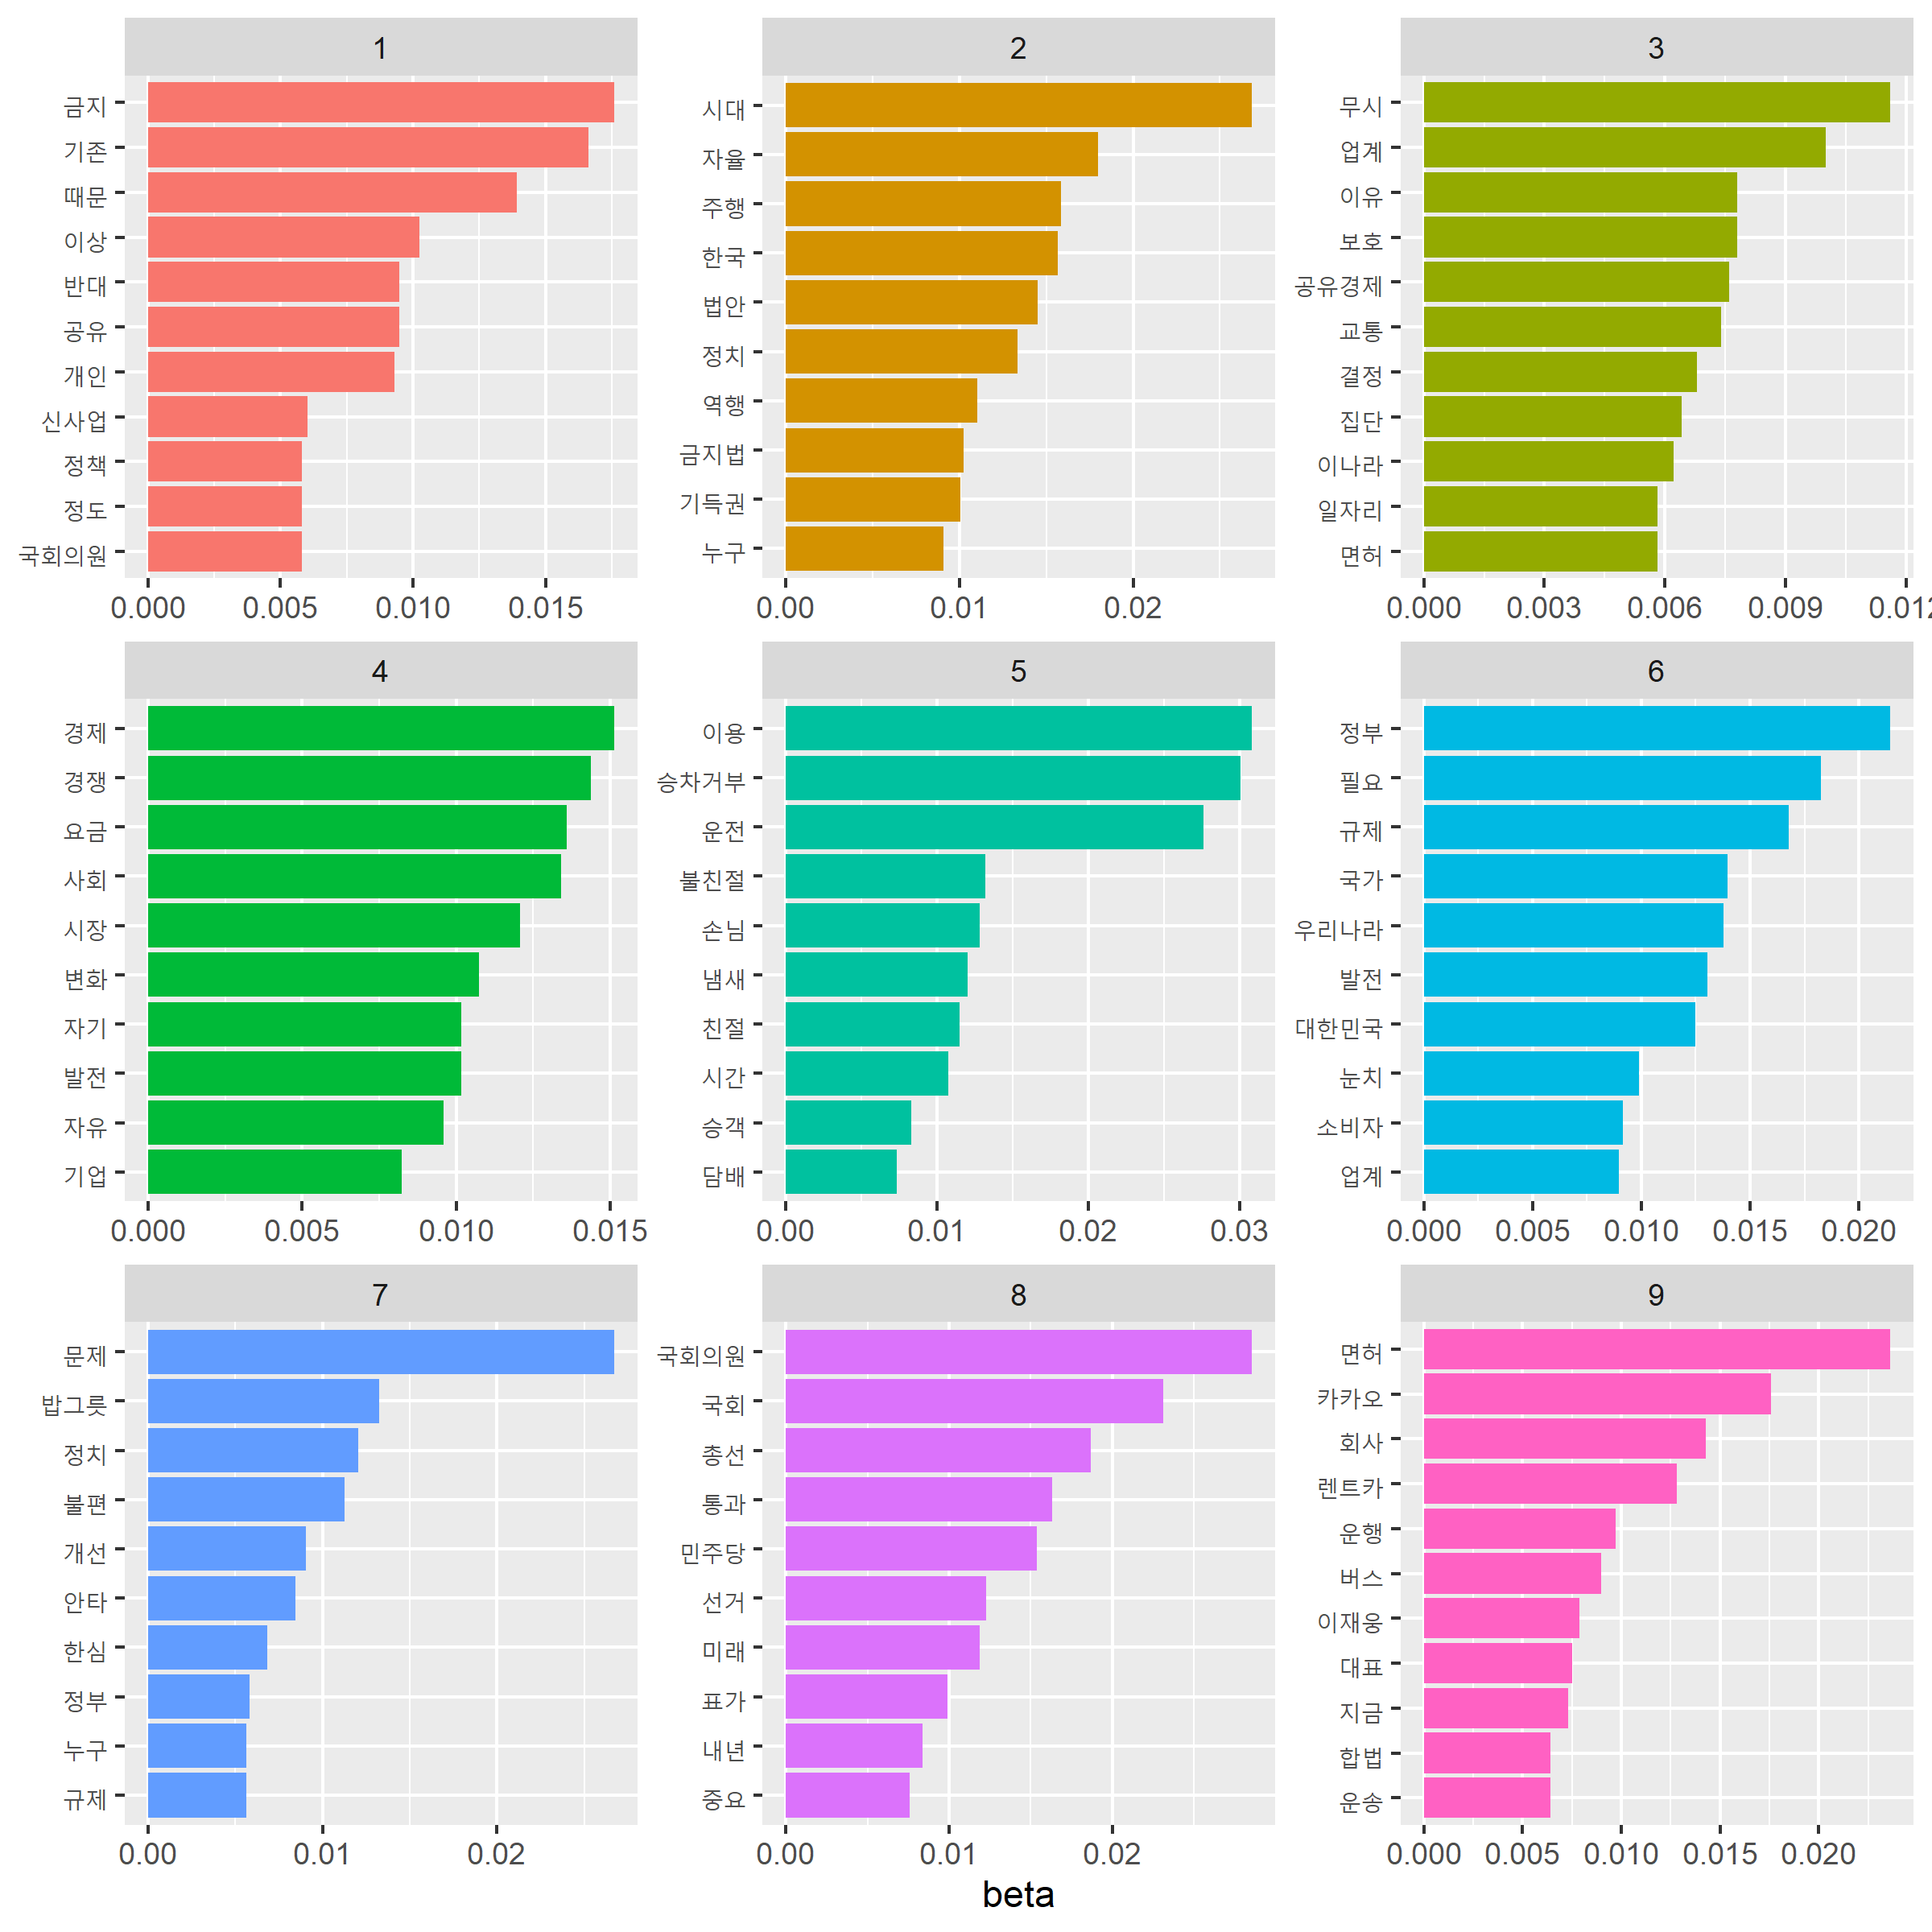 1
금지
기존
때문
이상
반대
공유
개인
신사업
정책
정도
국회의원
0.000 0.005 0.010 0.015
2
시대
자율
주행
한국
법안
정치
역행
금지법
기득권
누구
0.00 0.01 0.02
3
무시
업계
이유
보호
공유경제
교통
결정
집단
이나라
일자리
면허
0.000 0.003 0.006 0.009 0.012
4
경제
경쟁
요금
사회
시장
변화
자기
발전
자유
기업
0.000 0.005 0.010 0.015
5
이용
승차거부
운전
불친절
손님
냄새
친절
시간
승객
담배
0.00 0.01 0.02 0.03
6
정부
필요
규제
국가
우리나라
발전
대한민국
눈치
소비자
업계
0.000 0.005 0.010 0.015 0.020
7
문제
밥그릇
정치
불편
개선
안타
한심
정부
누구
규제
0.00 0.01 0.02
8
국회의원
국회
총선
통과
민주당
선거
미래
표가
내년
중요
0.00 0.01 0.02
9
면허
카카오
회사
렌트카
운행
버스
이재웅
대표
지금
합법
운송
0.000 0.005 0.010 0.015 0.020
beta